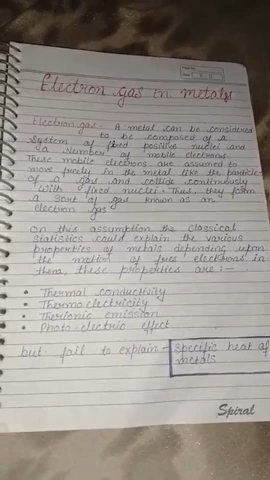 Electron gas in metals
Electron gas - A metal can be considered
to be composed of a
system of fixed positive nuclei and
a number of mobile electrons.
These mobile electrons are assumed to
move freely in the metal like the particles
of a gas and collide continuously
with fixed nuclei. Thus, they form
a sort of gas known as an
electron gas
On this assumption the classical
statistics could explain the various
properties of metals depending upon
the motion of free electrons in
them, these properties are :-
• Thermal conductivity
• Thermo electricity
• Therionic emission
• Photo-electric effect
but fail to explain - Specific heat of
metals
Spiral